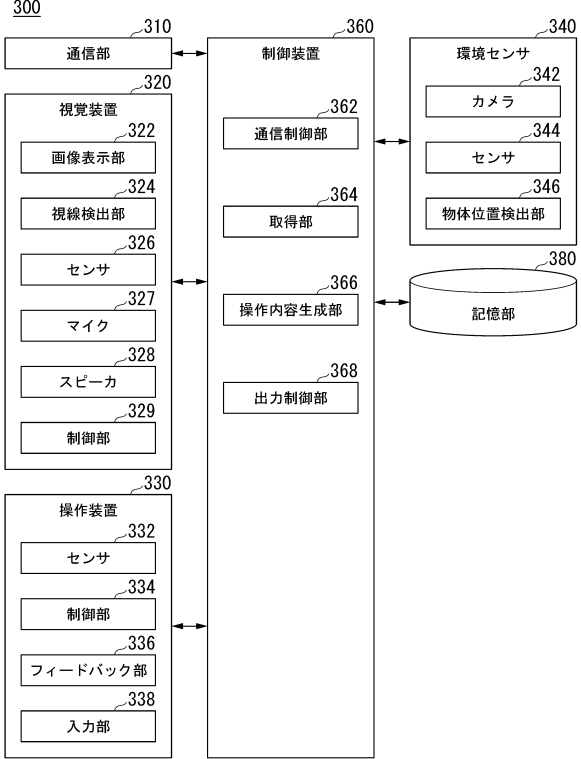 300
310
通信部
320
視覚装置
322
画像表示部
324
視線検出部
326
センサ
327
マイク
328
スピーカ
329
制御部
330
操作装置
332
センサ
334
制御部
336
フィードバック部
338
入力部
360
制御装置
362
通信制御部
364
取得部
366
操作内容生成部
368
出力制御部
340
環境センサ
342
カメラ
344
センサ
346
物体位置検出部
380
記憶部